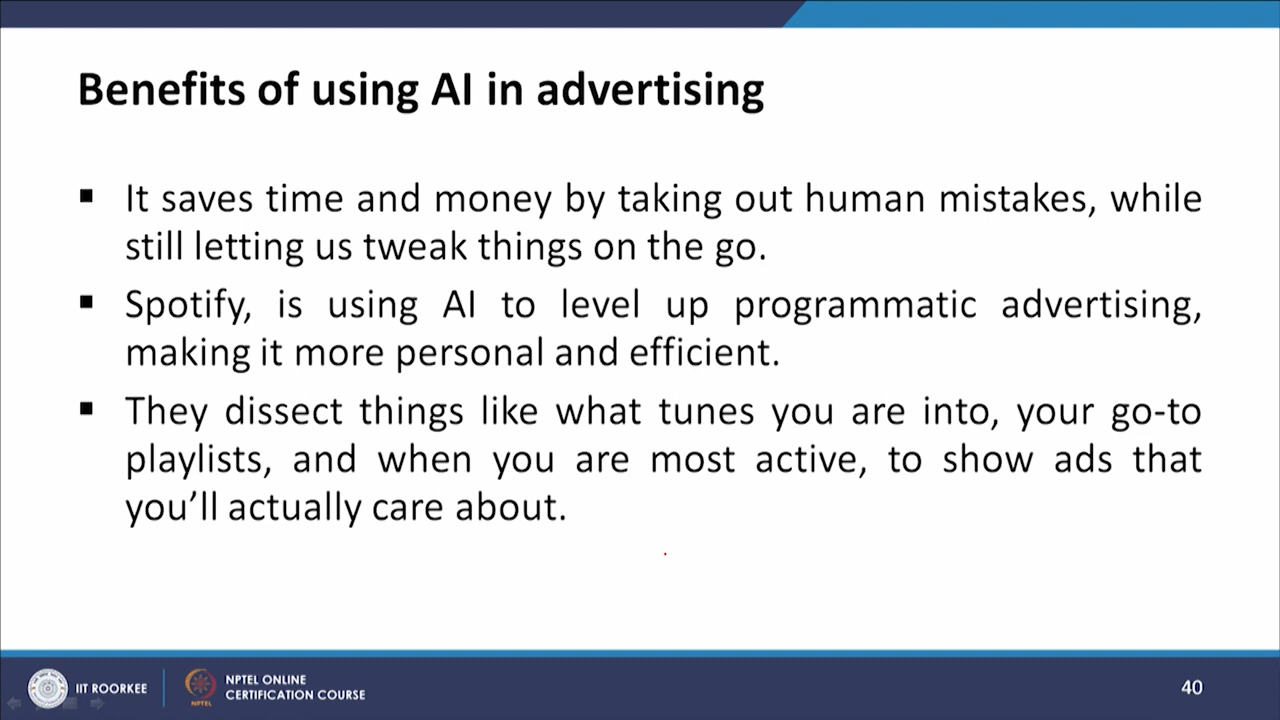 Benefits of using AI in advertising
▪ It saves time and money by taking out human mistakes, while
still letting us tweak things on the go.
▪ Spotify, is using AI to level up programmatic advertising,
making it more personal and efficient.
▪ They dissect things like what tunes you are into, your go-to
playlists, and when you are most active, to show ads that
you’ll actually care about.
IIT ROORKEE
NPTEL
NPTEL ONLINE
CERTIFICATION COURSE
40